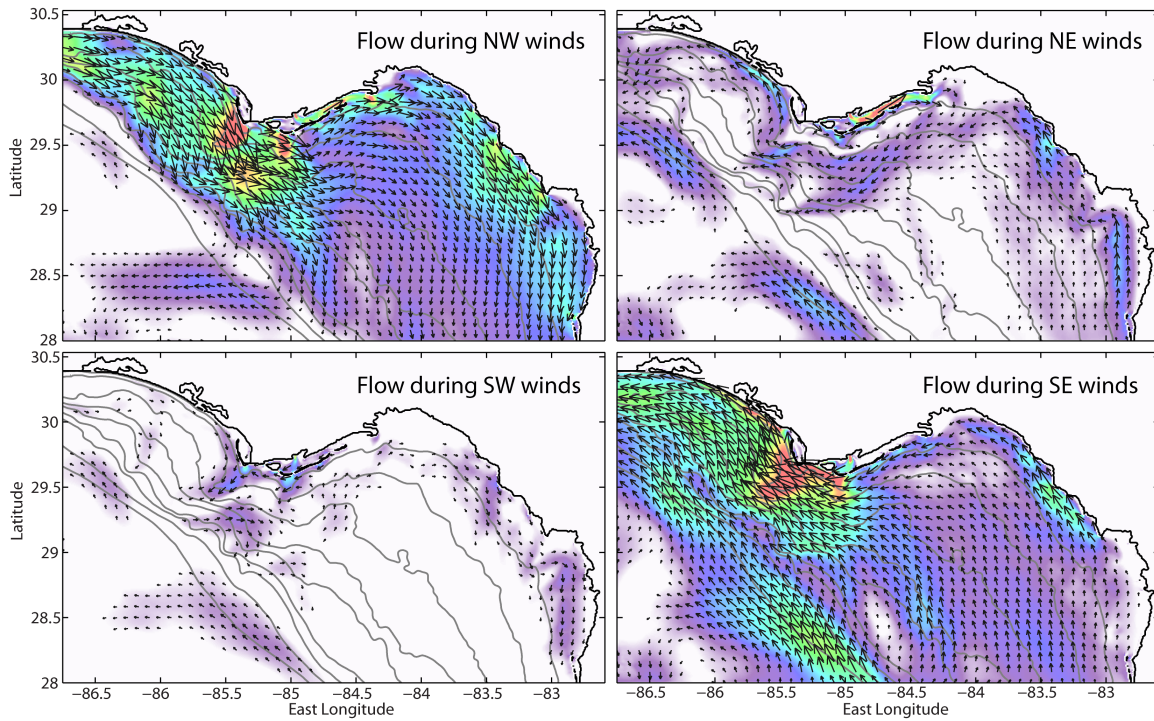 Flow during NW winds
Flow during NE winds
30.5
30
29.5
29
28.5
28
Latitude
Flow during SW winds
Flow during SE winds
30.5
30
29.5
29
28.5
28
Latitude
−86.5 −86 −85.5 −85 −84.5 −84 −83.5 −83
−86.5 −86 −85.5 −85 −84.5 −84 −83.5 −83
East Longitude
East Longitude